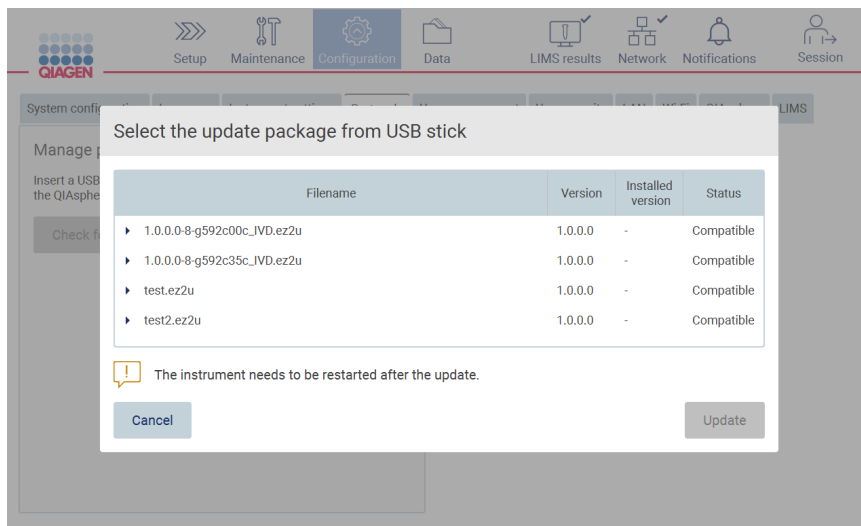 Setup
Maintenance
Configuration
Data
LIMS results
Network
Notifications
Session
QIAGEN
System
LIMS
Manage
Insert a USB
the
Check
Select the update package from USB stick
Filename
Version
Installed
version
Status
1.0.0.0-8-g592c00c_IVD.ez2u 1.0.0.0 - Compatible
1.0.0.0-8-g592c35c_IVD.ez2u 1.0.0.0 - Compatible
test.ez2u 1.0.0.0 - Compatible
test2.ez2u 1.0.0.0 - Compatible
The instrument needs to be restarted after the update.
Cancel
Update